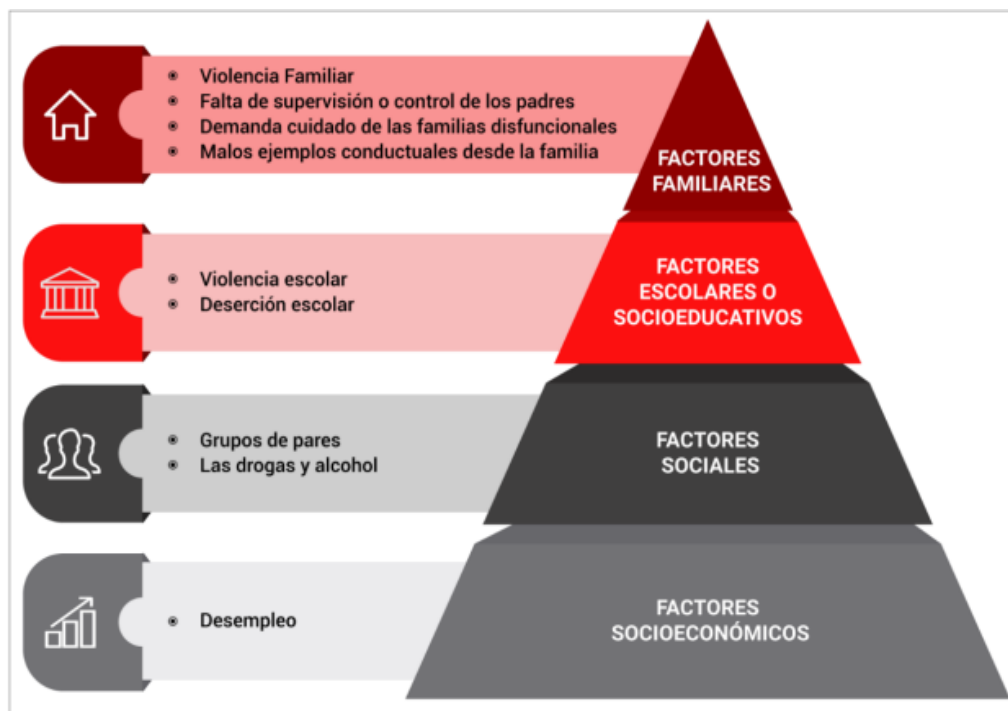 Violencia Familiar
Falta de supervisión o control de los padres
Demanda cuidado de las familias disfuncionales
Malos ejemplos conductuales desde la familia
FACTORES
FAMILIARES
Violencia escolar
Deserción escolar
FACTORES
ESCOLARES O
SOCIOEDUCATIVOS
Grupos de pares
Las drogas y alcohol
FACTORES
SOCIALES
Desempleo
FACTORES
SOCIOECONÓMICOS